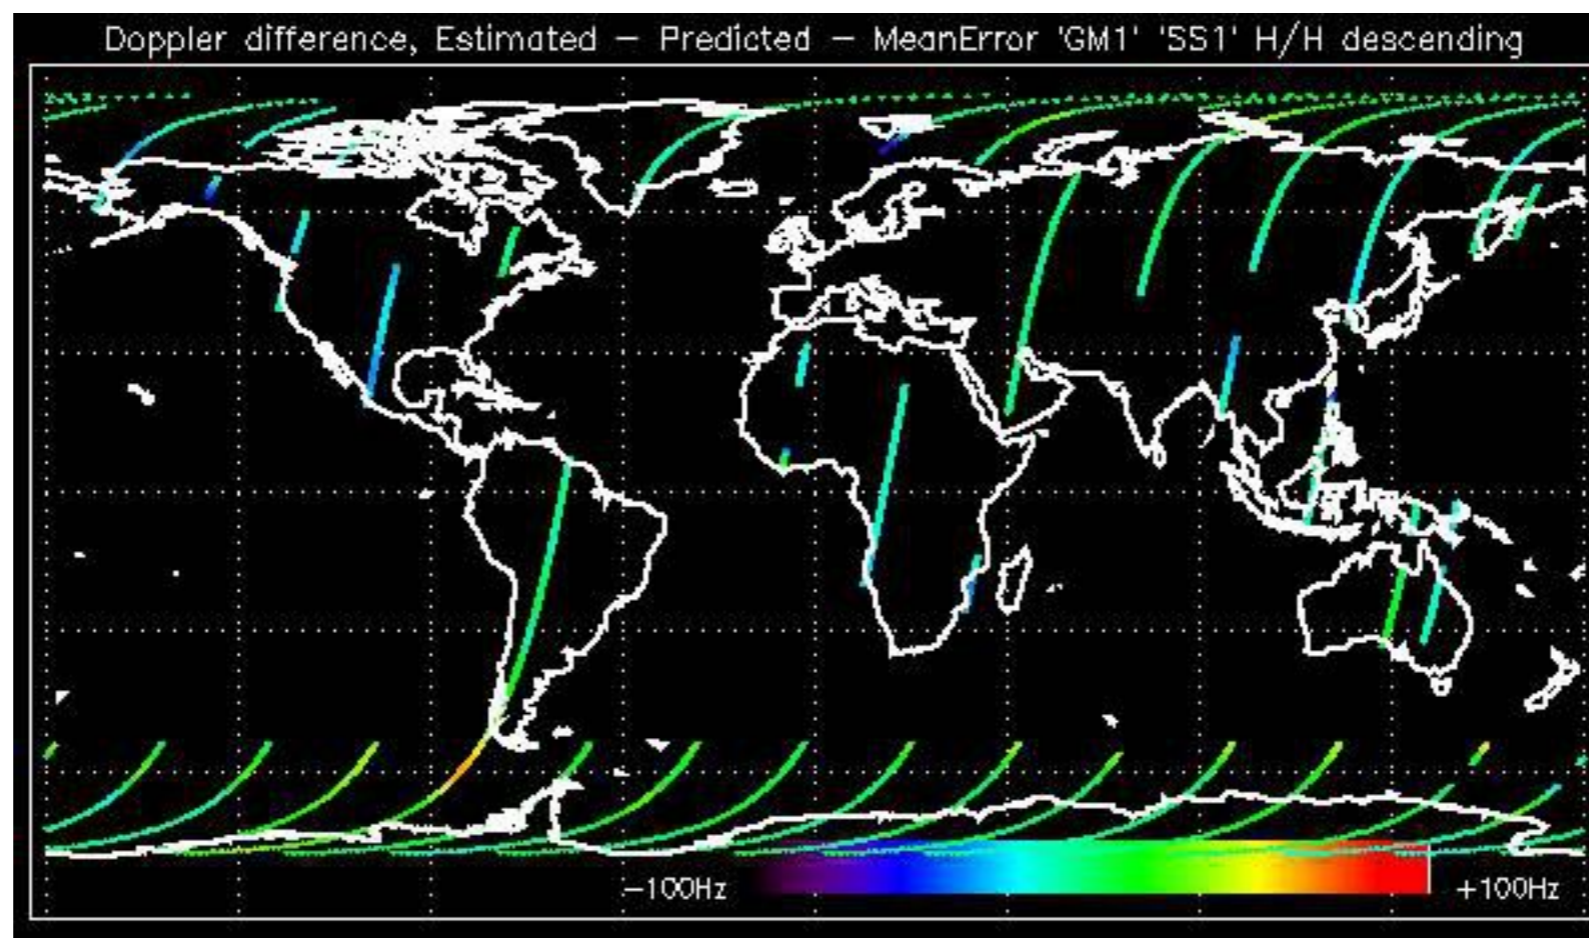 Doppler difference, Estimated – Predicted – MeanError 'GM1' 'SS1' H/H descending
–100Hz +100Hz